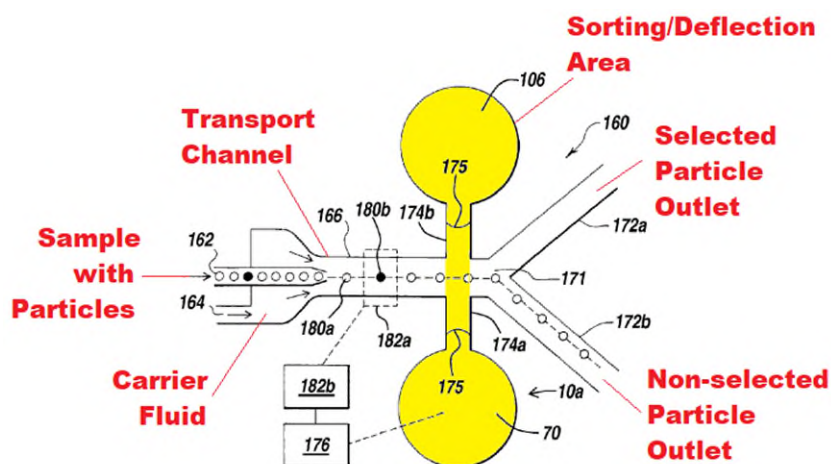 Sorting/Deflection
Area
106
160
Transport
Channel
Selected
Particle
Outlet
175
180b
174b
166
172a
Sample
with
Particles
162
171
164
180a
182a
174a
172b
175
Carrier
Fluid
182b
10a
Non-selected
Particle
Outlet
176
70